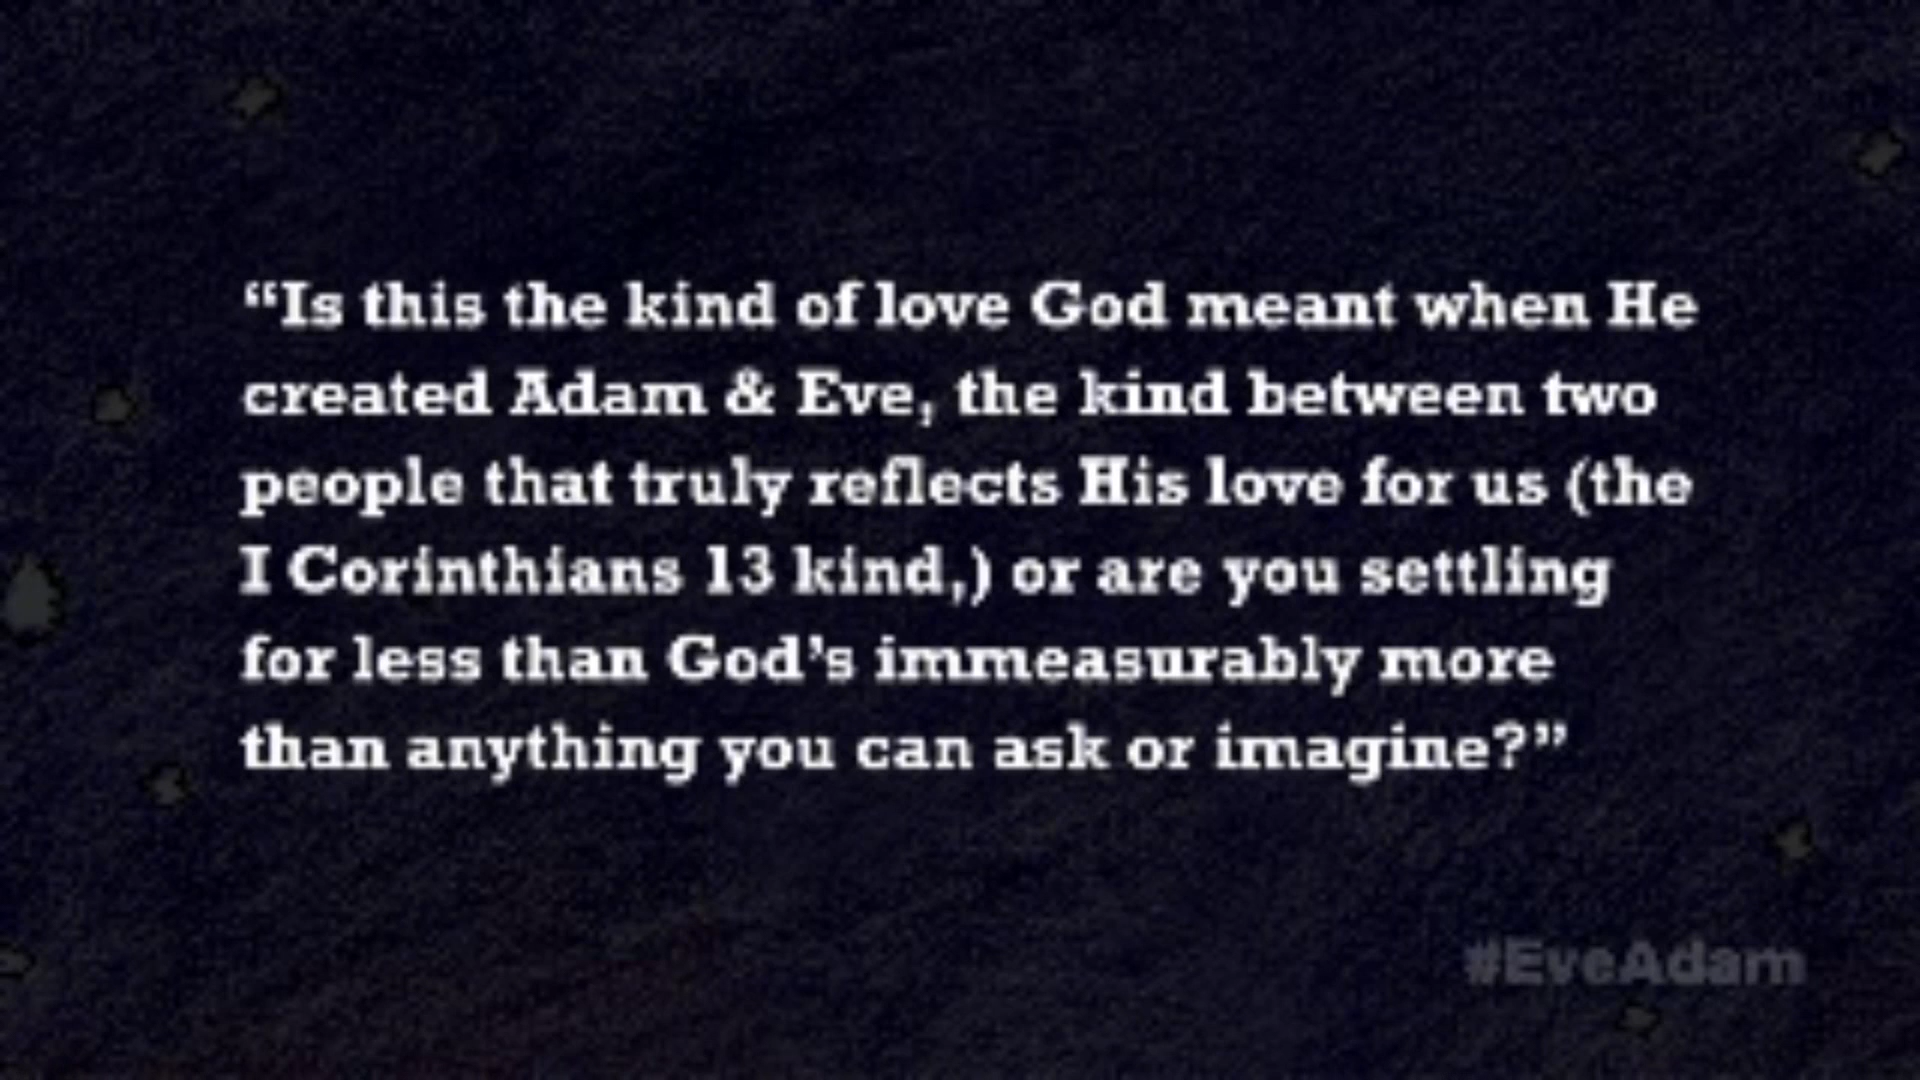 “Is this the kind of love God meant when He
created Adam & Eve, the kind between two
people that truly reflects His love for us (the
I Corinthians 13 kind,) or are you settling
for less than God’s immeasurably more
than anything you can ask or imagine?”
#EveAdam